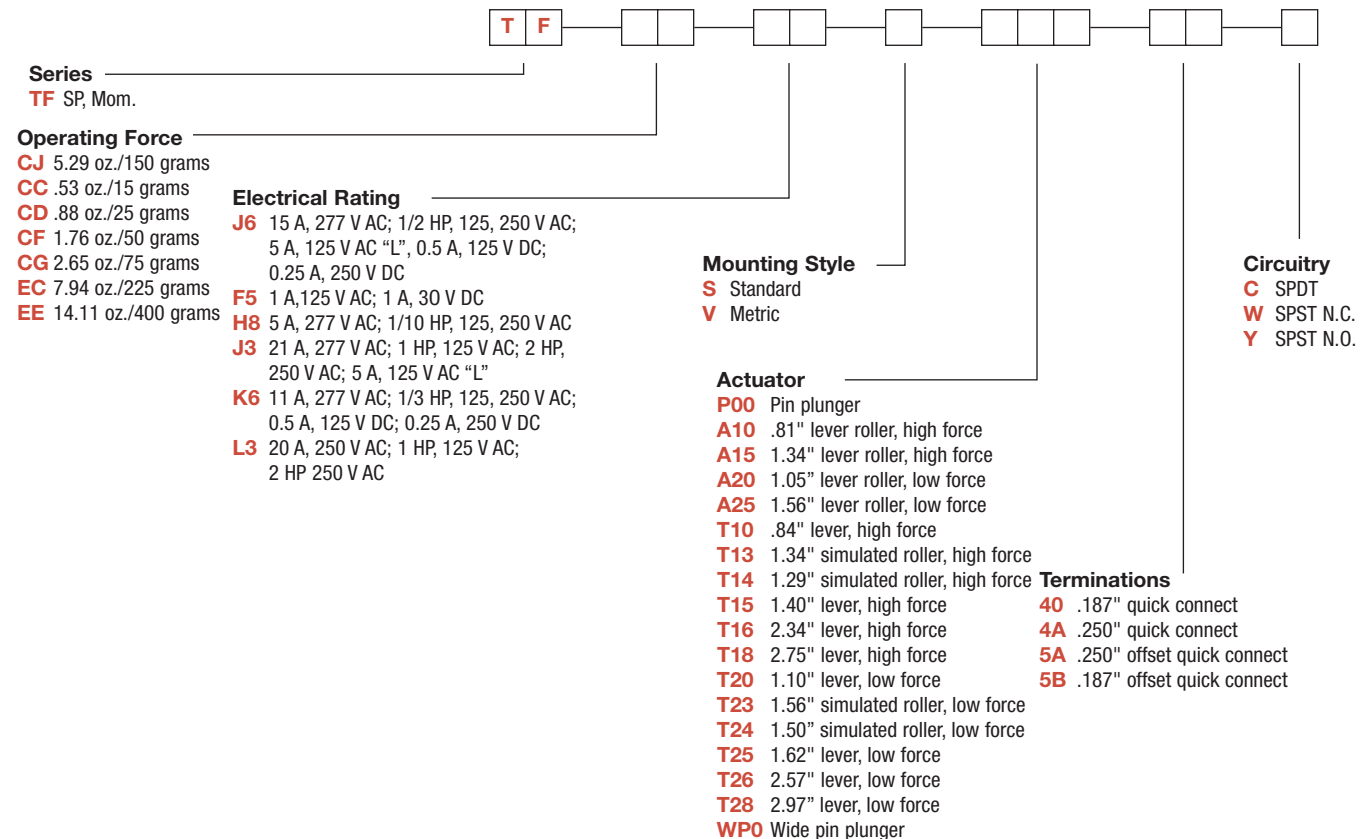 T F
Series
TF SP, Mom.
Operating Force
CJ 5.29 oz./150 grams
CC .53 oz./15 grams
CD .88 oz./25 grams
CF 1.76 oz./50 grams
CG 2.65 oz./75 grams
EC 7.94 oz./225 grams
EE 14.11 oz./400 grams
Electrical Rating
J6 15 A, 277 V AC; 1/2 HP, 125, 250 V AC;
5 A, 125 V AC “L”, 0.5 A, 125 V DC;
0.25 A, 250 V DC
F5 1 A,125 V AC; 1 A, 30 V DC
H8 5 A, 277 V AC; 1/10 HP, 125, 250 V AC
J3 21 A, 277 V AC; 1 HP, 125 V AC; 2 HP,
250 V AC; 5 A, 125 V AC “L”
K6 11 A, 277 V AC; 1/3 HP, 125, 250 V AC;
0.5 A, 125 V DC; 0.25 A, 250 V DC
L3 20 A, 250 V AC; 1 HP, 125 V AC;
2 HP 250 V AC
Mounting Style
S Standard
V Metric
Actuator
P00 Pin plunger
A10 .81" lever roller, high force
A15 1.34" lever roller, high force
A20 1.05” lever roller, low force
A25 1.56" lever roller, low force
T10 .84" lever, high force
T13 1.34" simulated roller, high force
T14 1.29" simulated roller, high force
T15 1.40" lever, high force
T16 2.34" lever, high force
T18 2.75" lever, high force
T20 1.10" lever, low force
T23 1.56" simulated roller, low force
T24 1.50” simulated roller, low force
T25 1.62" lever, low force
T26 2.57" lever, low force
T28 2.97” lever, low force
WP0 Wide pin plunger
Terminations
40 .187" quick connect
4A .250" quick connect
5A .250" offset quick connect
5B .187" offset quick connect
Circuitry
C SPDT
W SPST N.C.
Y SPST N.O.